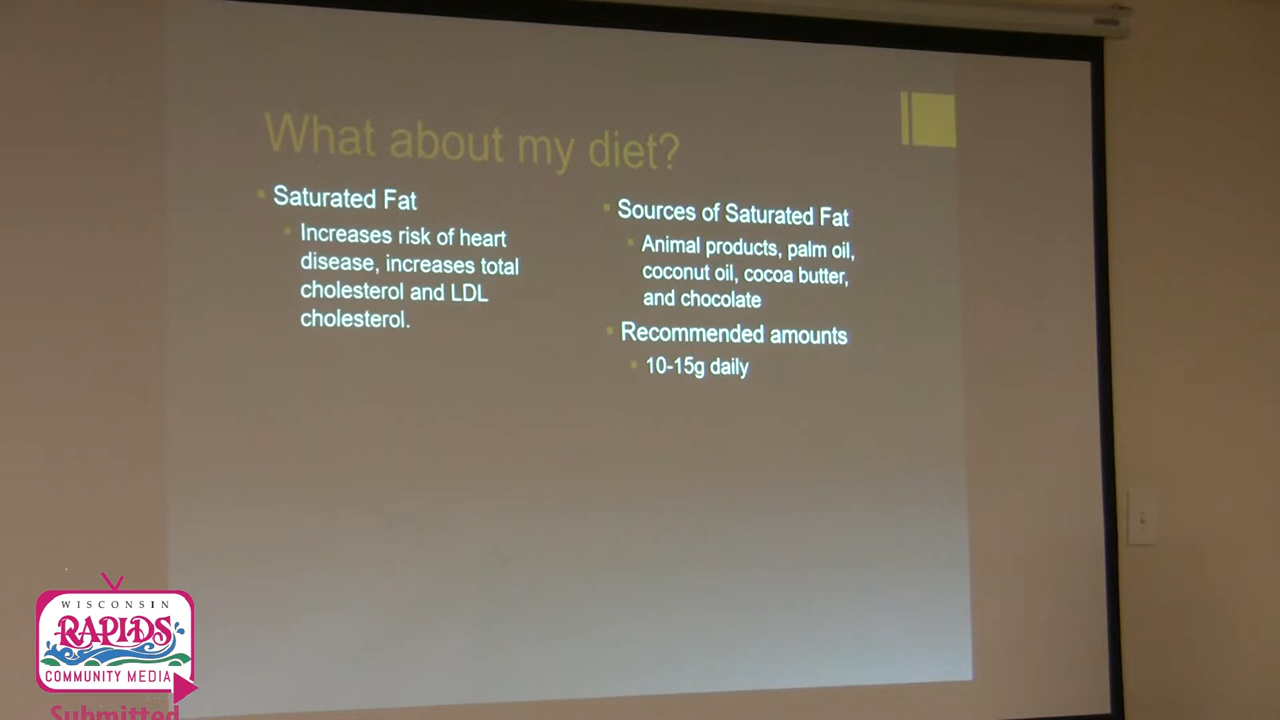 What about my diet?
Saturated Fat
Increases risk of heart
disease, increases total
cholesterol and LDL
cholesterol.
Sources of Saturated Fat
Animal products, palm oil,
coconut oil, cocoa butter,
and chocolate
Recommended amounts
10-15g daily
WISCONSIN
RAPIDS
COMMUNITY MEDIA
Submitted